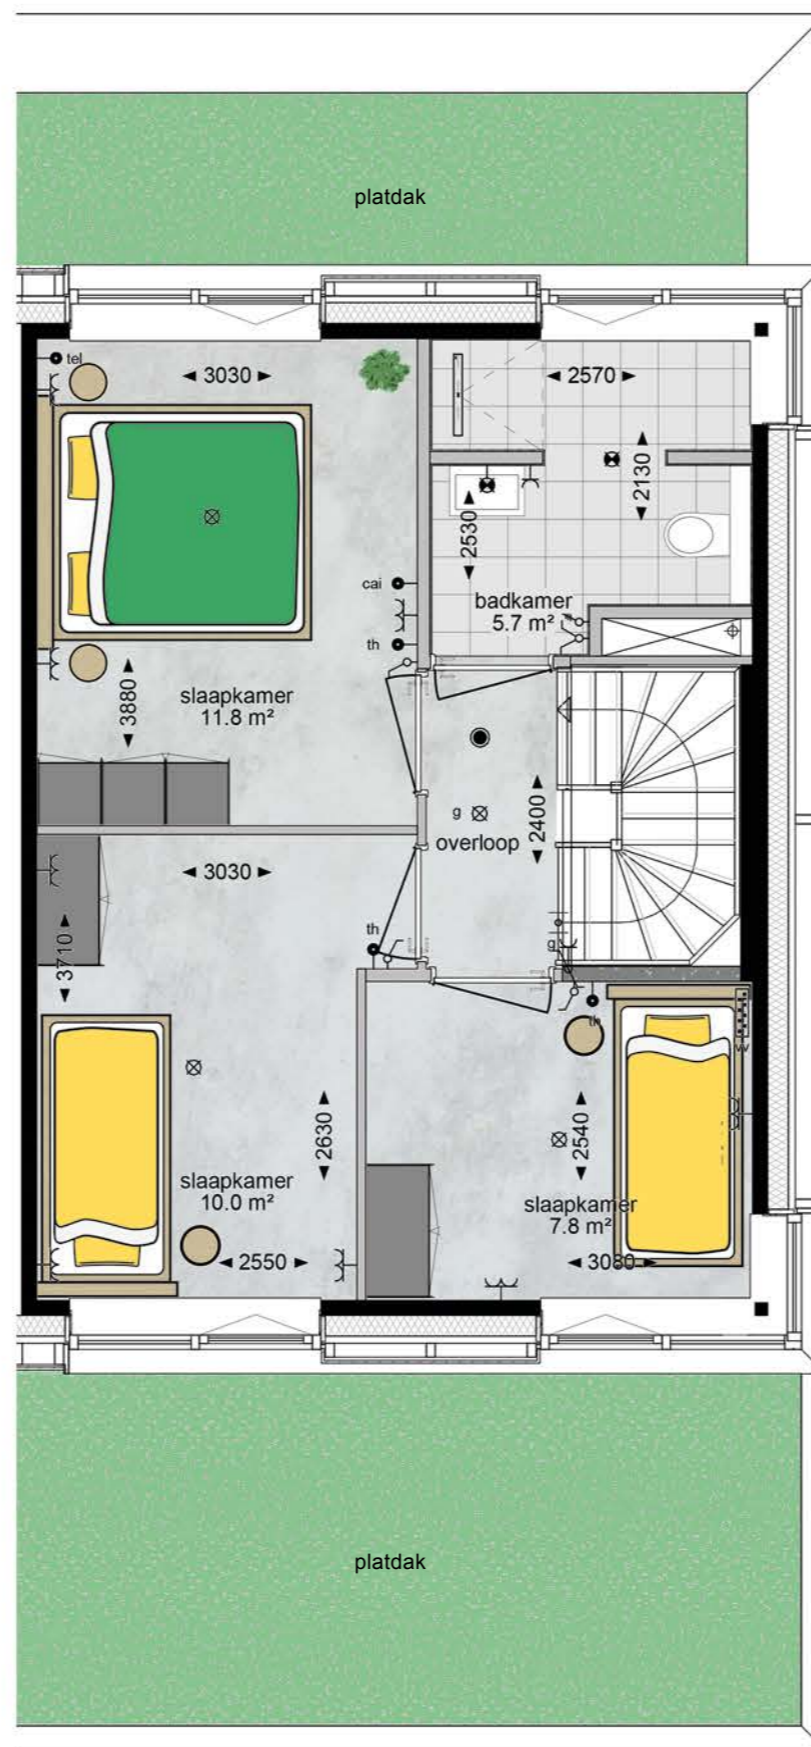 platdak
tel
3030
2570
2130
2530
cai
badkamer
5.7 m²
th
slaapkamer
11.8 m²
3880
g
overloop
2400
3030
th
g
3710
th
vv
2630
2540
slaapkamer
10.0 m²
slaapkamer
7.8 m²
2550
3080
platdak